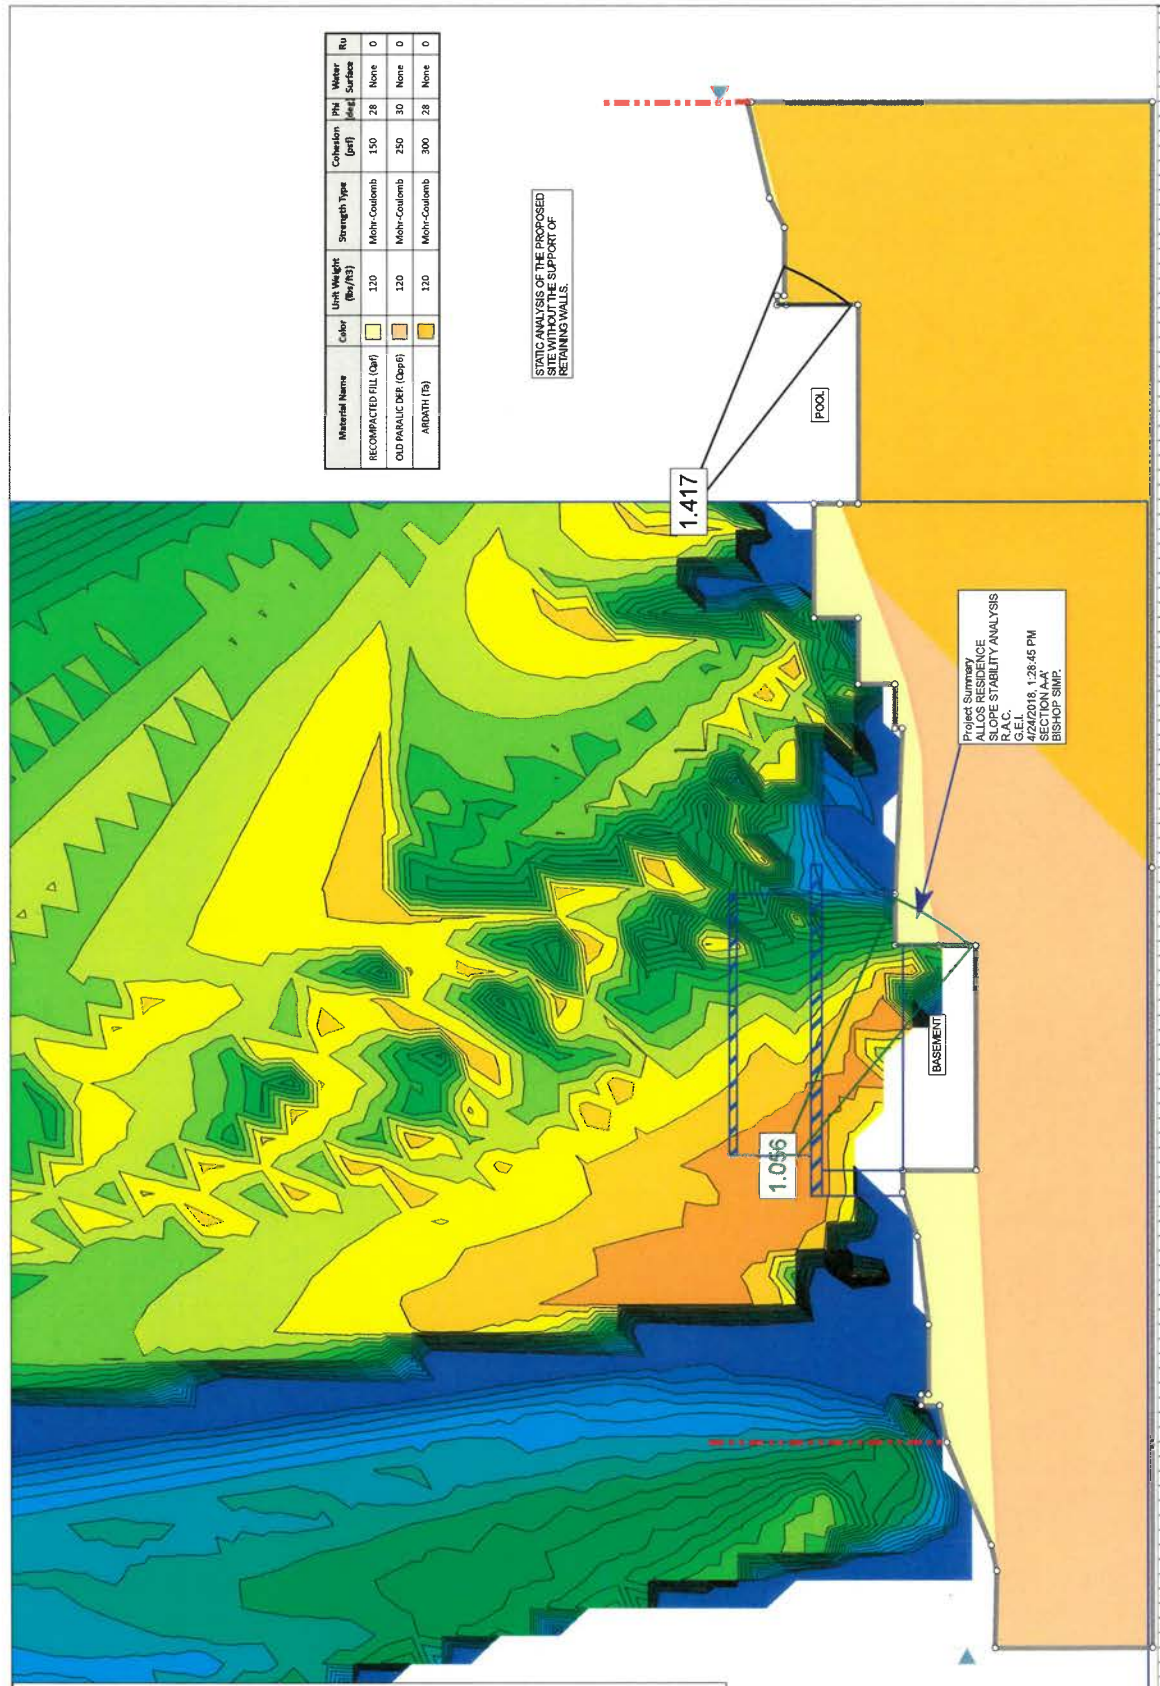 Material Name Color Unit Weight (lbs/ft3) Strength Type Cohesion (psf) Phi (deg) Water Surface Ru
RECOMPACTED FILL (Qaf) 120 Mohr-Coulomb 150 28 None 0
OLD PARALIC DEP. (Qop6) 120 Mohr-Coulomb 250 30 None 0
ARDATH (Ta) 120 Mohr-Coulomb 300 28 None 0
STATIC ANALYSIS OF THE PROPOSED
SITE WITHOUT THE SUPPORT OF
RETAINING WALLS.
1.417
POOL
1.056
BASEMENT
Project Summary
ALLOS RESIDENCE
SLOPE STABILITY ANALYSIS
R.A.C.
G.E.I.
4/24/2018, 1:28:45 PM
SECTION A-A'
BISHOP SIMP.